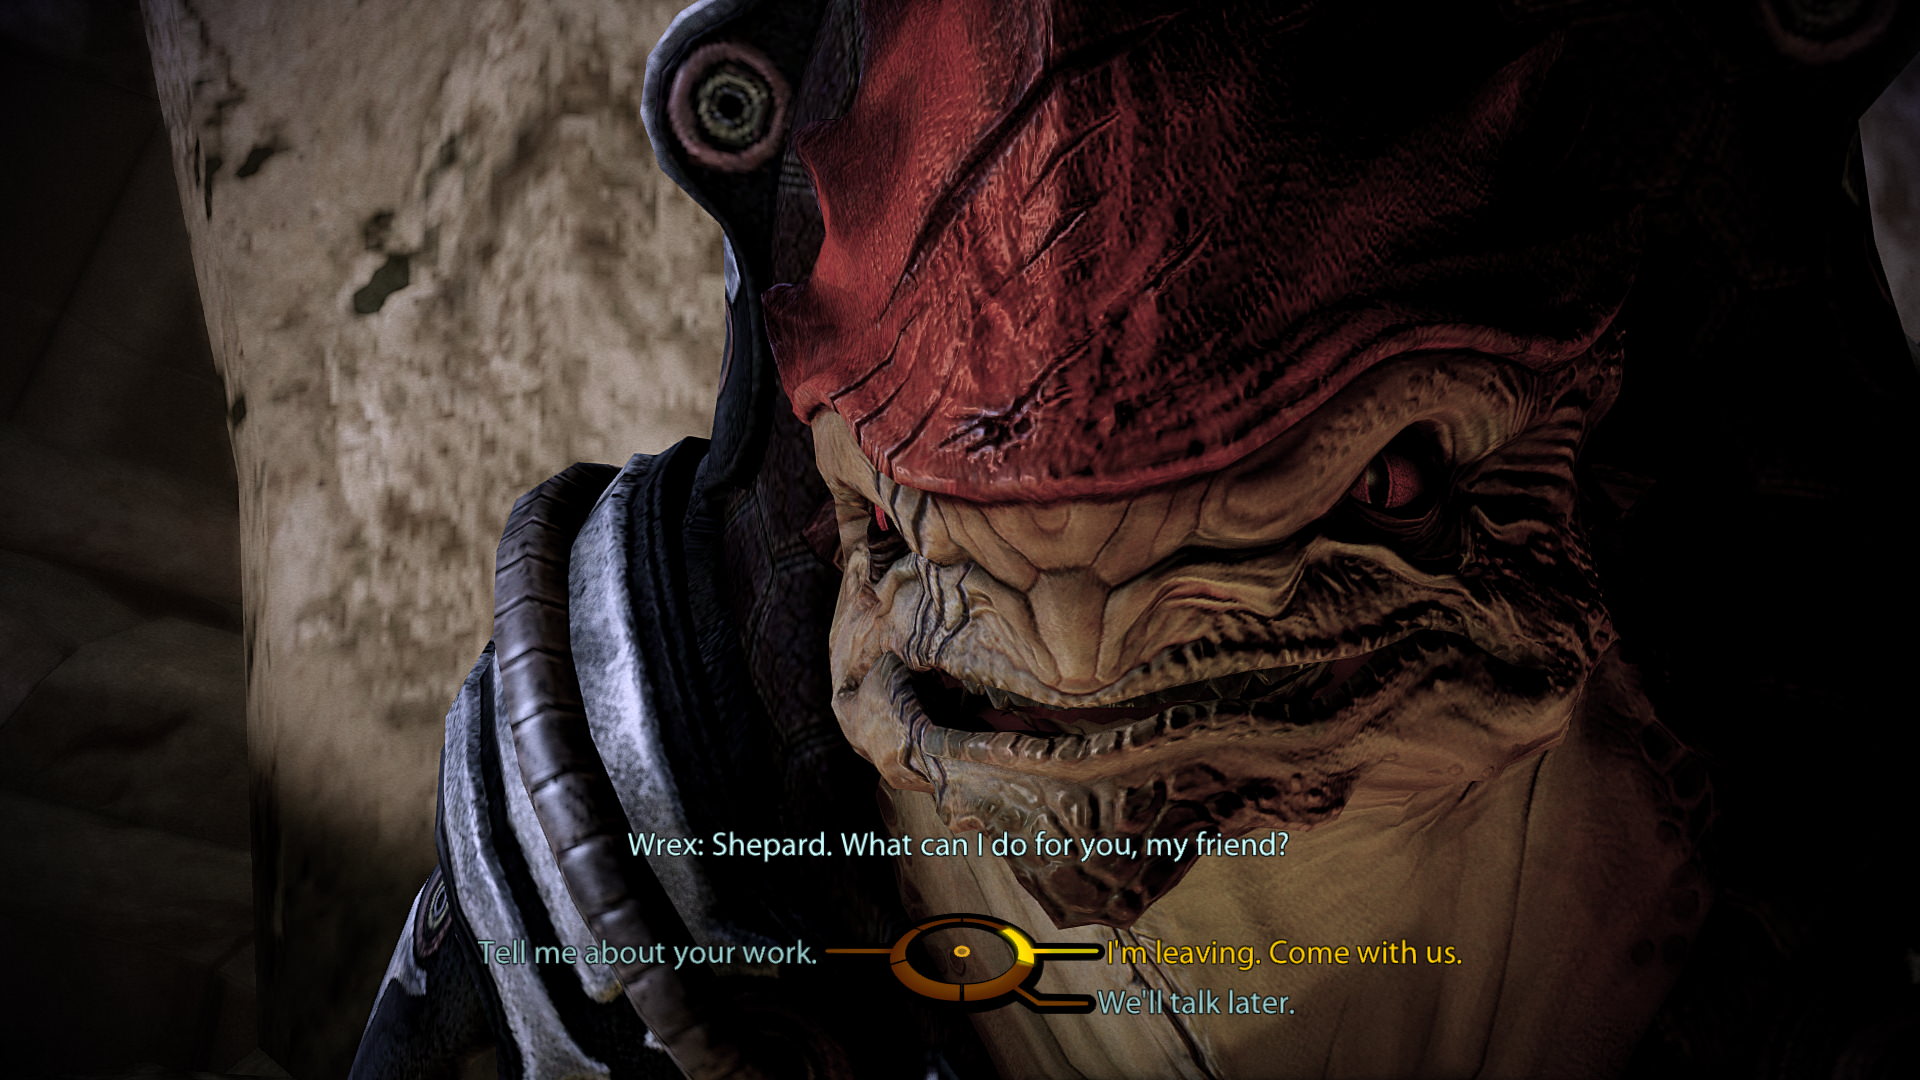 Wrex: Shepard. What can I do for you, my friend?
Tell me about your work.
I'm leaving. Come with us.
We'll talk later.